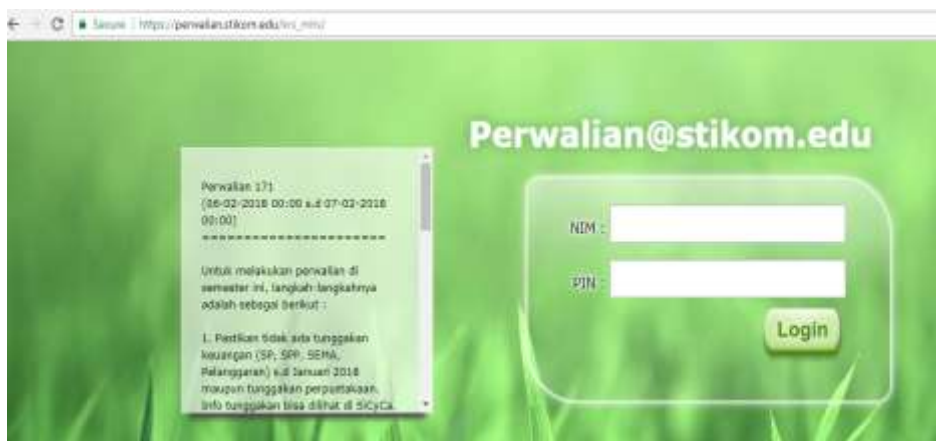 Secure | https://perwalian.stikom.edu/krs_mhs/
Perwalian@stikom.edu
Perwalian 171
(06-02-2018 00:00 s.d 07-02-2018
00:00)
======================
Untuk melakukan perwalian di
semester ini, langkah-langkahnya
adalah sebagai berikut :
1. Pastikan tidak ada tunggakan
keuangan (SP, SPP, SEMA,
Pelanggaran) s.d Januari 2018
maupun tunggakan perpustakaan.
Info tunggakan bisa dilihat di SiCyCa.
NIM :
PIN :
Login